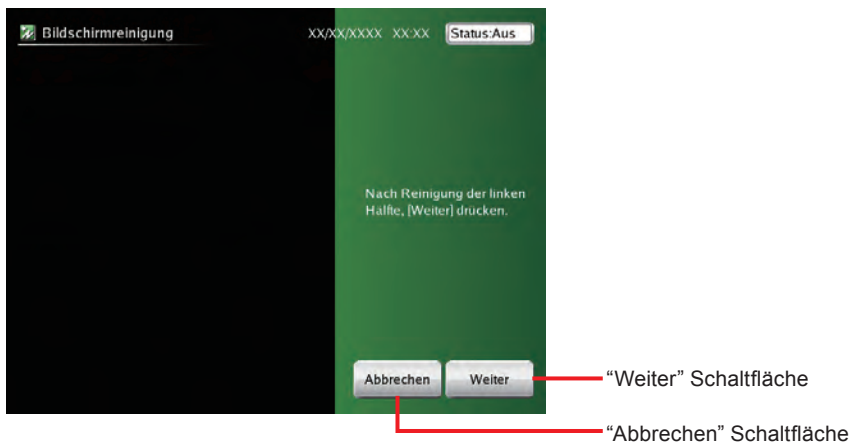 Bildschirmreinigung XX/XX/XXXX XX:XX Status:Aus
Nach Reinigung der linken
Hälfte, [Weiter] drücken.
Abbrechen Weiter
“Weiter” Schaltfläche
“Abbrechen” Schaltfläche